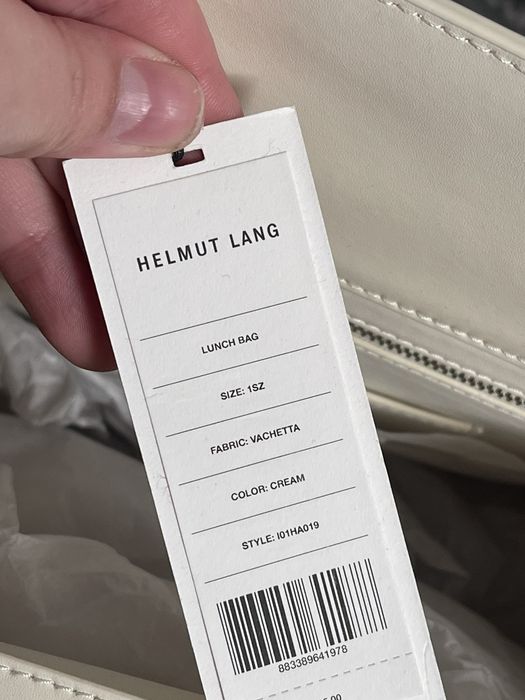 HELMUT LANG
LUNCH BAG
SIZE: 1SZ
FABRIC: VACHETTA
COLOR: CREAM
STYLE: I01HA019
883389641978